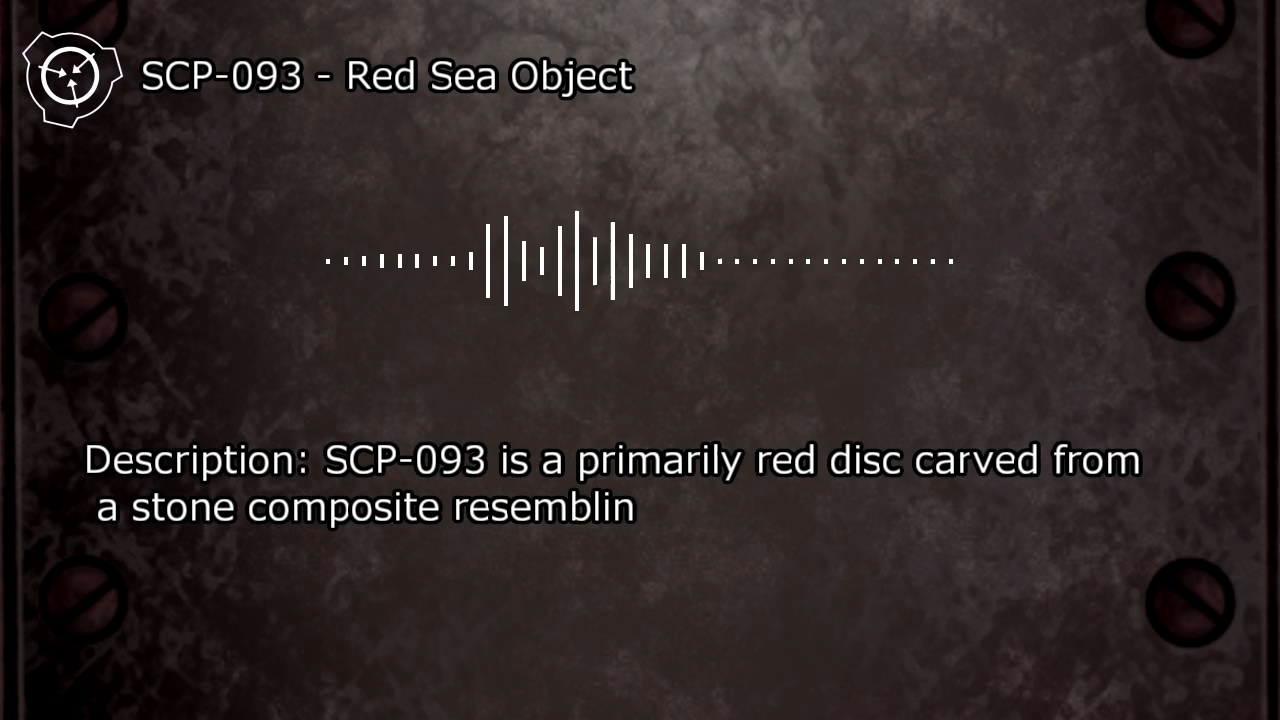 SCP-093 - Red Sea Object
Description: SCP-093 is a primarily red disc carved from
a stone composite resemblin